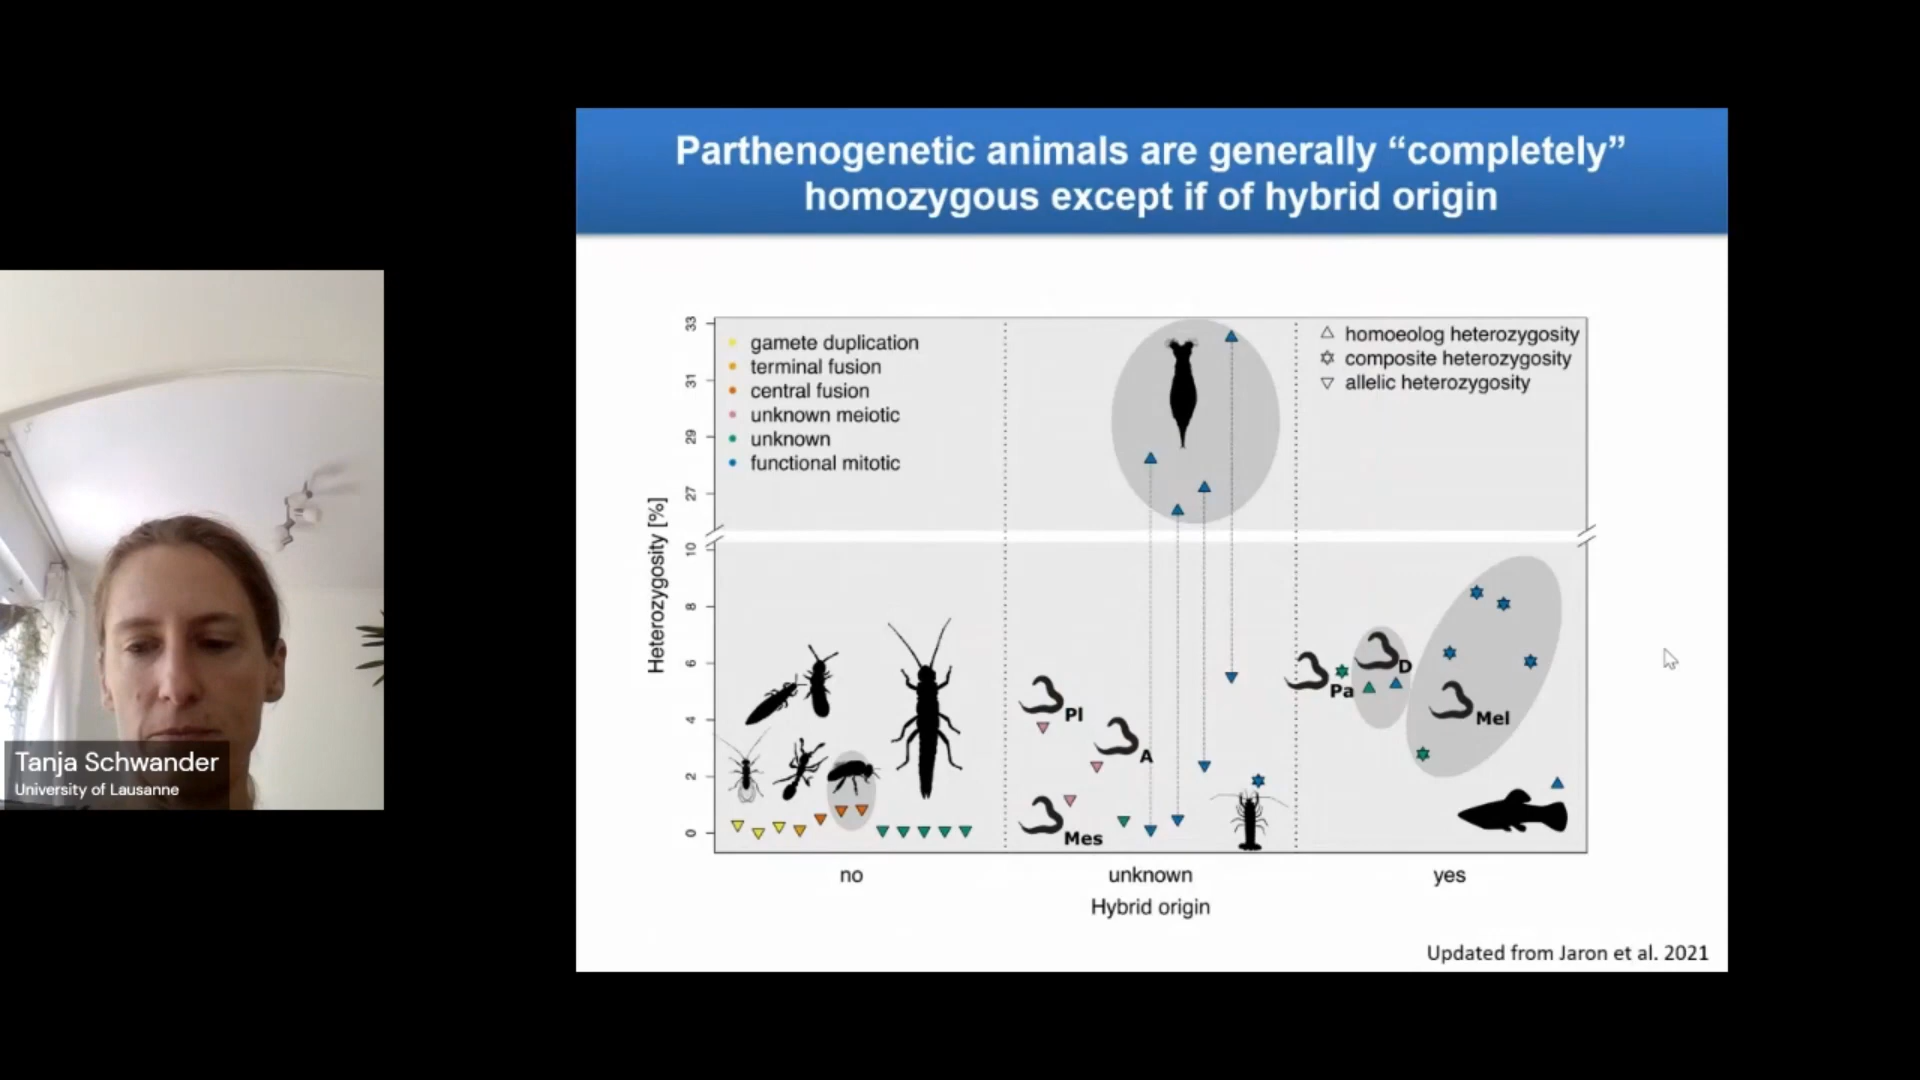 Parthenogenetic animals are generally “completely”
homozygous except if of hybrid origin
Tanja Schwander
University of Lausanne
gamete duplication
terminal fusion
central fusion
unknown meiotic
unknown
functional mitotic
homoeolog heterozygosity
composite heterozygosity
allelic heterozygosity
Heterozygosity [%]
33
31
29
27
10
8
6
4
2
0
Pl
A
Mes
Pa
D
Mel
no
unknown
yes
Hybrid origin
Updated from Jaron et al. 2021